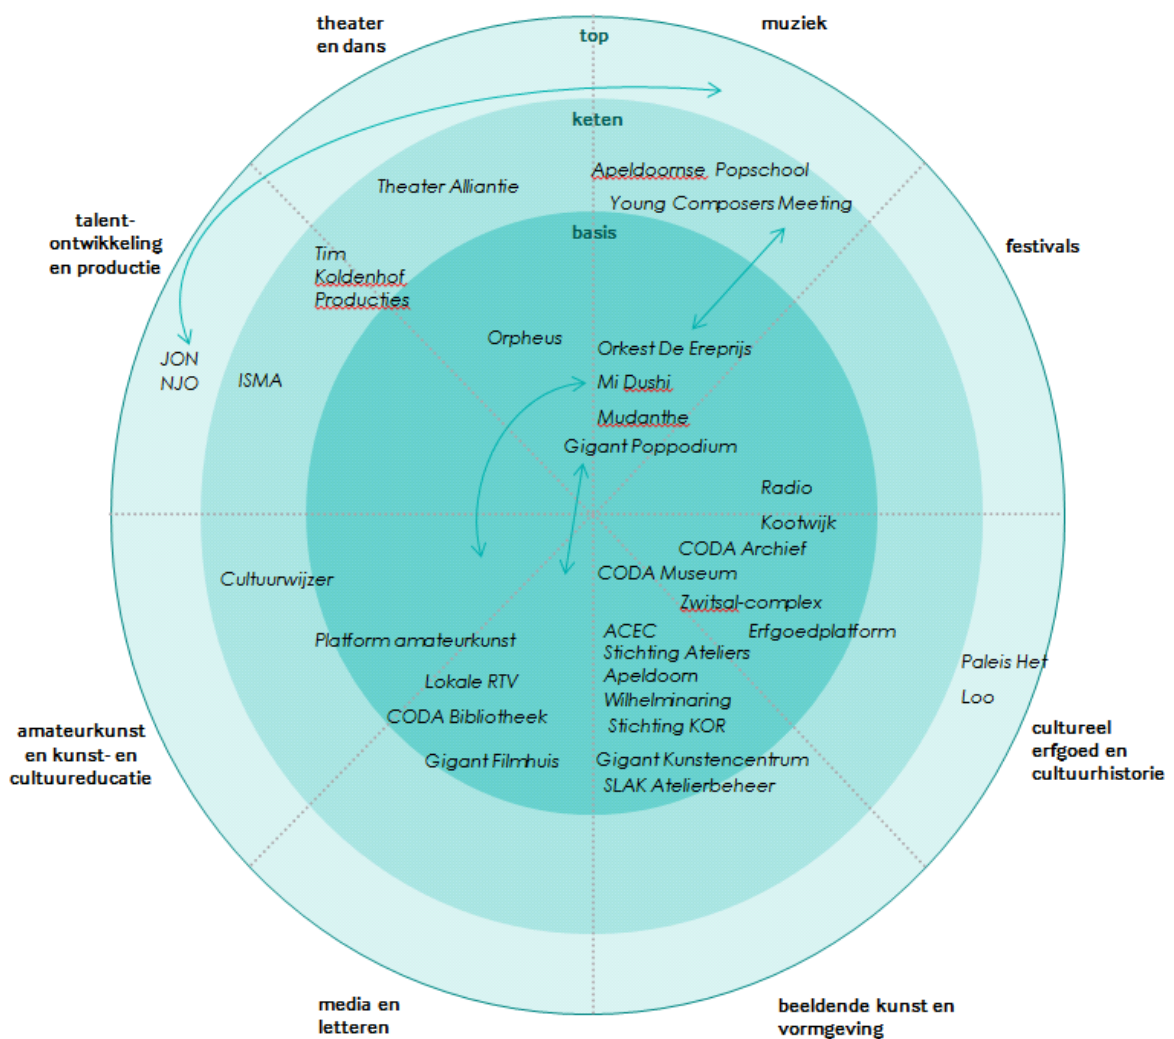 theater
en dans
muziek
top
keten
Apeldoornse Popschool
Theater Alliantie
Young Composers Meeting
talent-
ontwikkeling
en productie
basis
festivals
Tim
Koldenhof
Producties
Orpheus
Orkest De Ereprijs
JON
NJO
ISMA
Mi Dushi
Mudanthe
Gigant Poppodium
Radio
Kootwijk
CODA Archief
CODA Museum
Cultuurwijzer
Zwitsal-complex
ACEC
Erfgoedplatform
Platform amateurkunst
Stichting Ateliers
Apeldoorn
Paleis Het
Loo
Lokale RTV
Wilhelminaring
CODA Bibliotheek
Stichting KOR
amateurkunst
en kunst- en
cultuureducatie
cultureel
erfgoed en
cultuurhistorie
Gigant Filmhuis
Gigant Kunstencentrum
SLAK Atelierbeheer
media en
letteren
beeldende kunst en
vormgeving